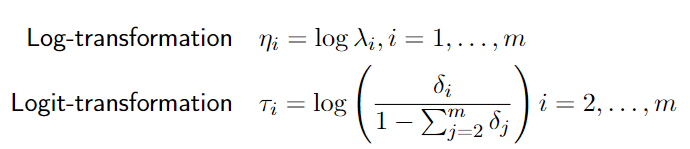 Log-transformation η_i = log λ_i, i = 1, . . . , m
Logit-transformation τ_i = log ( δ_i / (1 − ∑_{j=2}^{m} δ_j) ) i = 2, . . . , m